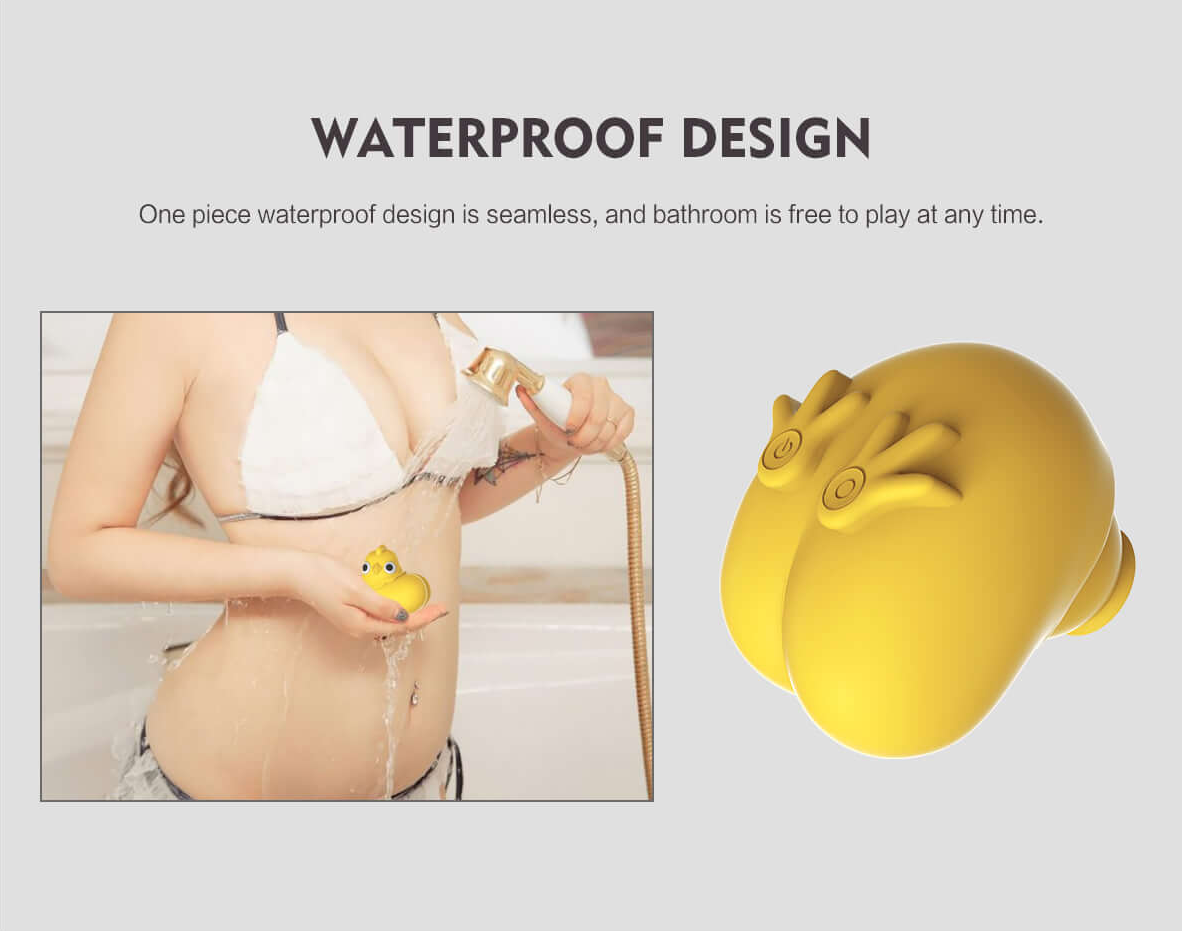 WATERPROOF DESIGN
One piece waterproof design is seamless, and bathroom is free to play at any time.